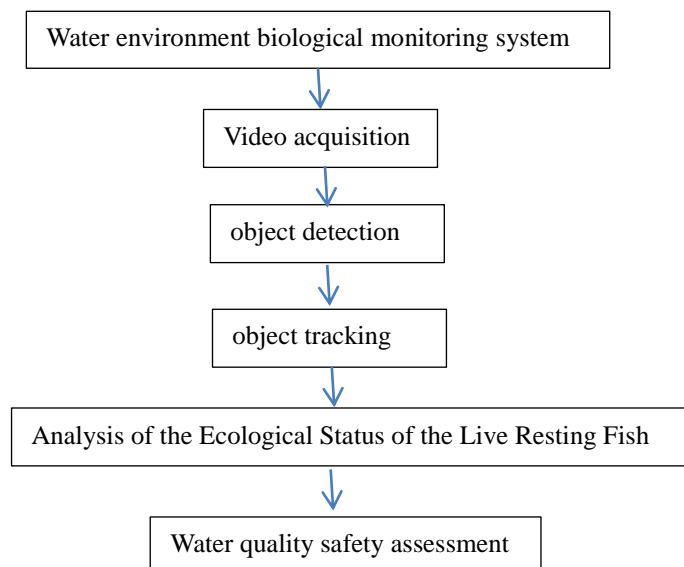 Water environment biological monitoring system
Video acquisition
object detection
object tracking
Analysis of the Ecological Status of the Live Resting Fish
Water quality safety assessment